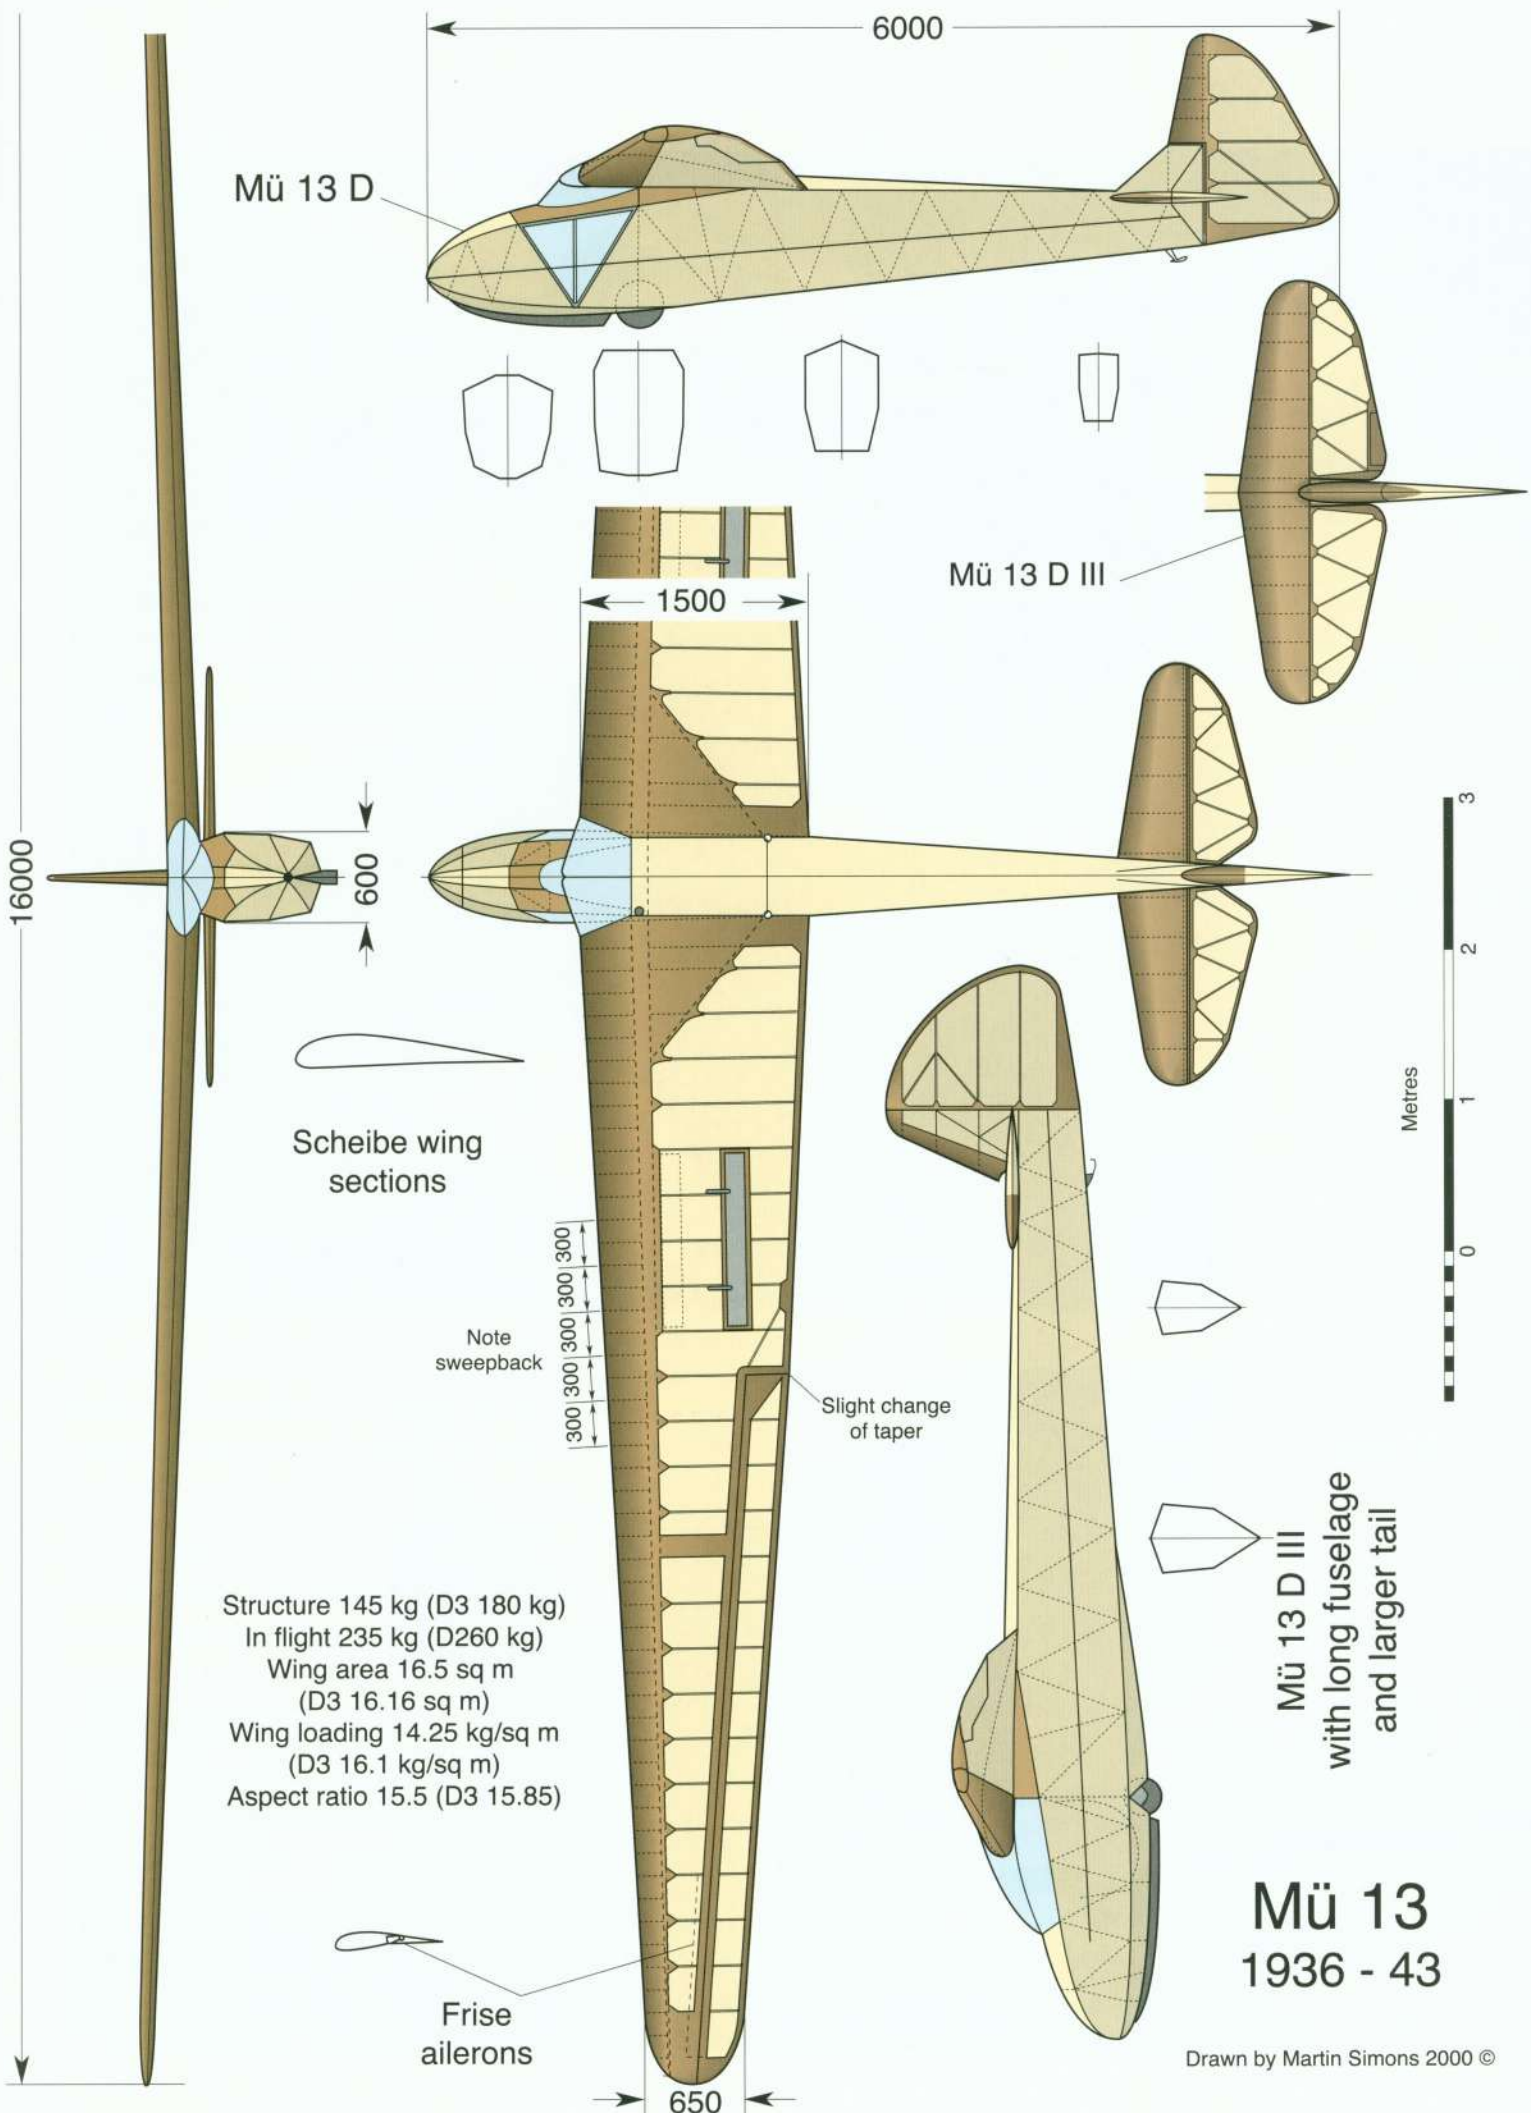 6000
Mü 13 D
1500
Mü 13 D III
16000
600
3
2
1
0
Metres
Scheibe wing
sections
300
300
300
300
300
Note
sweepback
Slight change
of taper
Structure 145 kg (D3 180 kg)
In flight 235 kg (D260 kg)
Wing area 16.5 sq m
(D3 16.16 sq m)
Wing loading 14.25 kg/sq m
(D3 16.1 kg/sq m)
Aspect ratio 15.5 (D3 15.85)
Mü 13 D III
with long fuselage
and larger tail
Frise
ailerons
650
Mü 13
1936 - 43
Drawn by Martin Simons 2000 ©